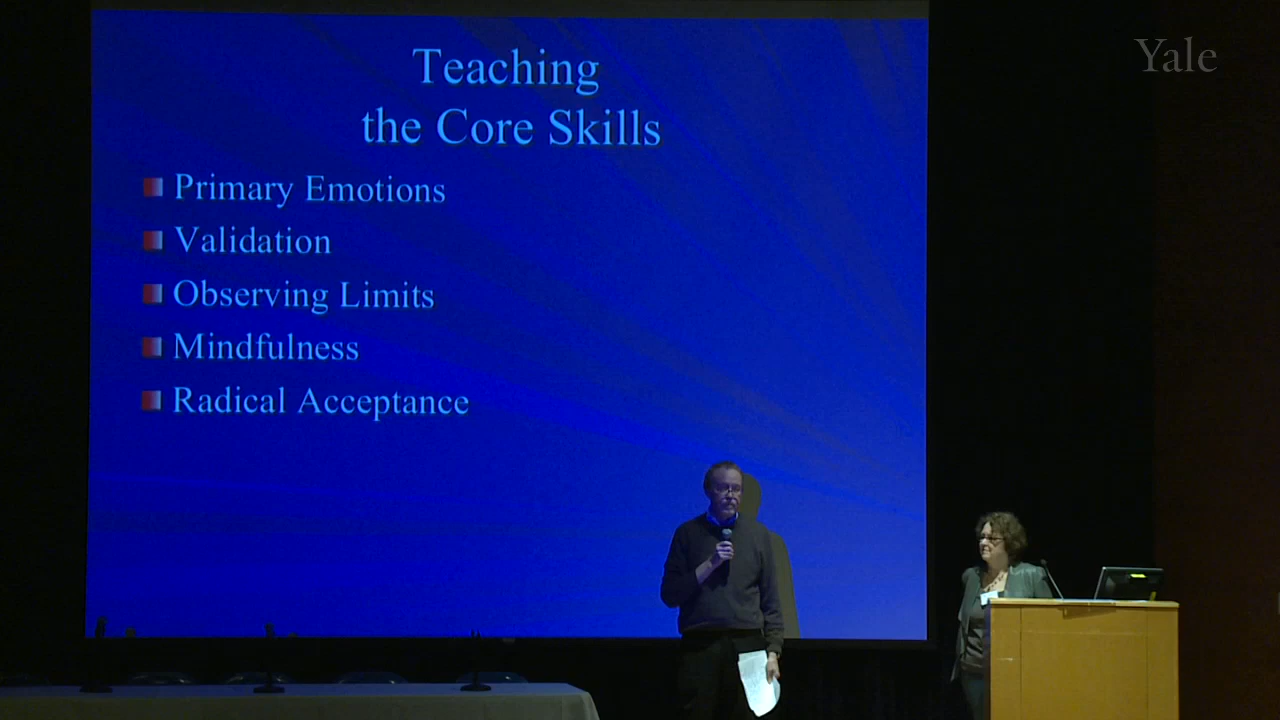 Yale
Teaching
the Core Skills
Primary Emotions
Validation
Observing Limits
Mindfulness
Radical Acceptance